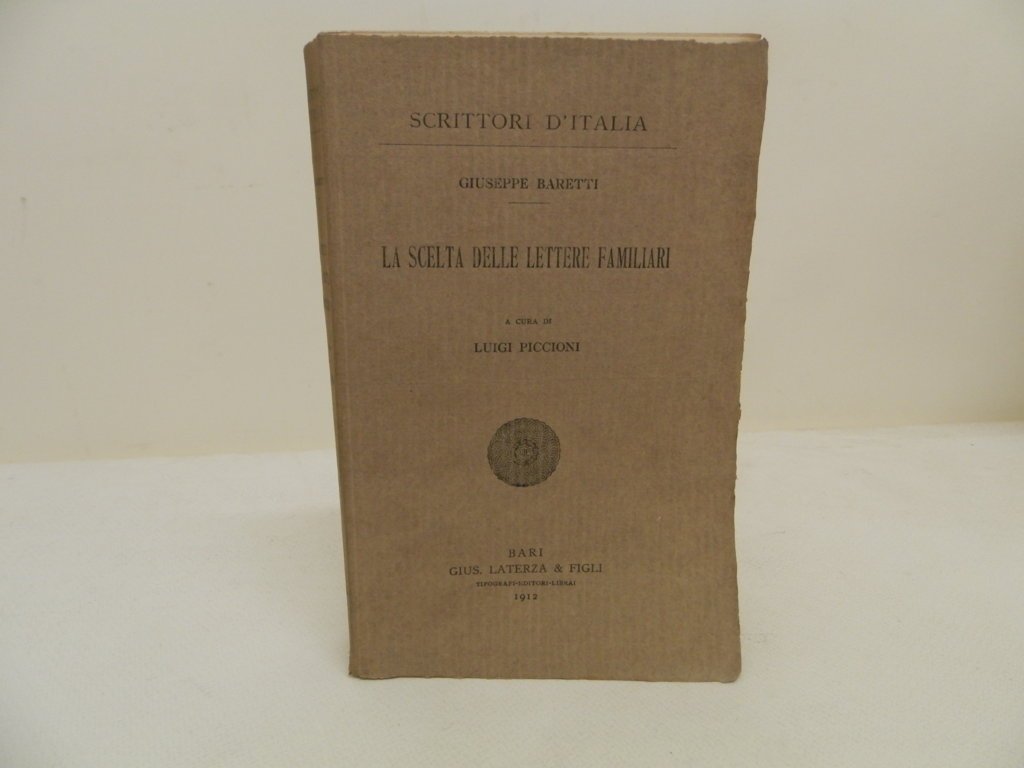 SCRITTORI D'ITALIA
GIUSEPPE BARETTI
LA SCELTA DELLE LETTERE FAMILIARI
A CURA DI
LUIGI PICCIONI
BARI
GIUS. LATERZA & FIGLI
TIPOGRAFI-EDITORI-LIBRAI
1912